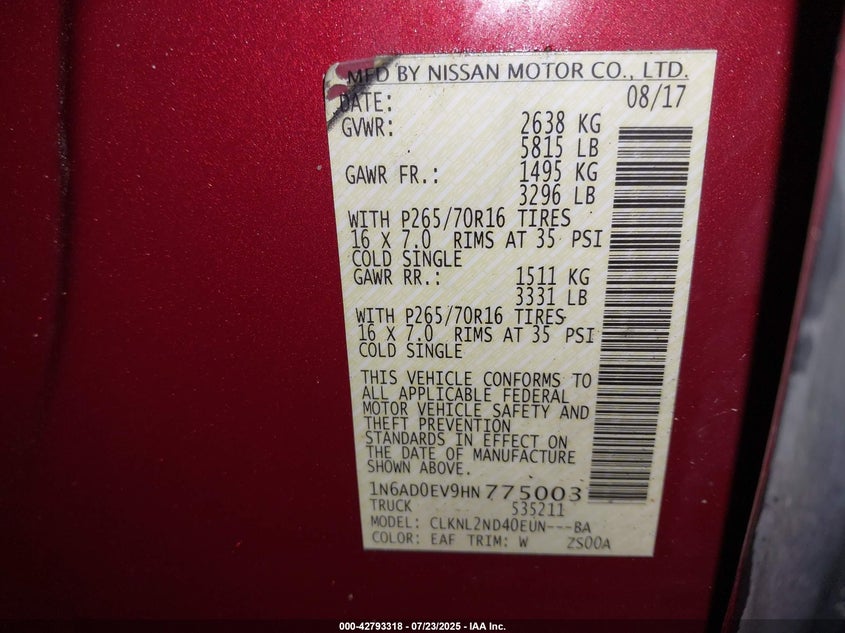 MFD BY NISSAN MOTOR CO., LTD.
DATE: 08/17
GVWR: 2638 KG
5815 LB
GAWR FR.: 1495 KG
3296 LB
WITH P265/70R16 TIRES
16 X 7.0 RIMS AT 35 PSI
COLD SINGLE
GAWR RR.: 1511 KG
3331 LB
WITH P265/70R16 TIRES
16 X 7.0 RIMS AT 35 PSI
COLD SINGLE
THIS VEHICLE CONFORMS TO
ALL APPLICABLE FEDERAL
MOTOR VEHICLE SAFETY AND
THEFT PREVENTION
STANDARDS IN EFFECT ON
THE DATE OF MANUFACTURE
SHOWN ABOVE.
1N6AD0EV9HN775003
TRUCK 535211
MODEL: CLKNL2ND40EUN---BA
COLOR: EAF TRIM: W ZS00A
000-42793318 - 07/23/2025 - IAA Inc.